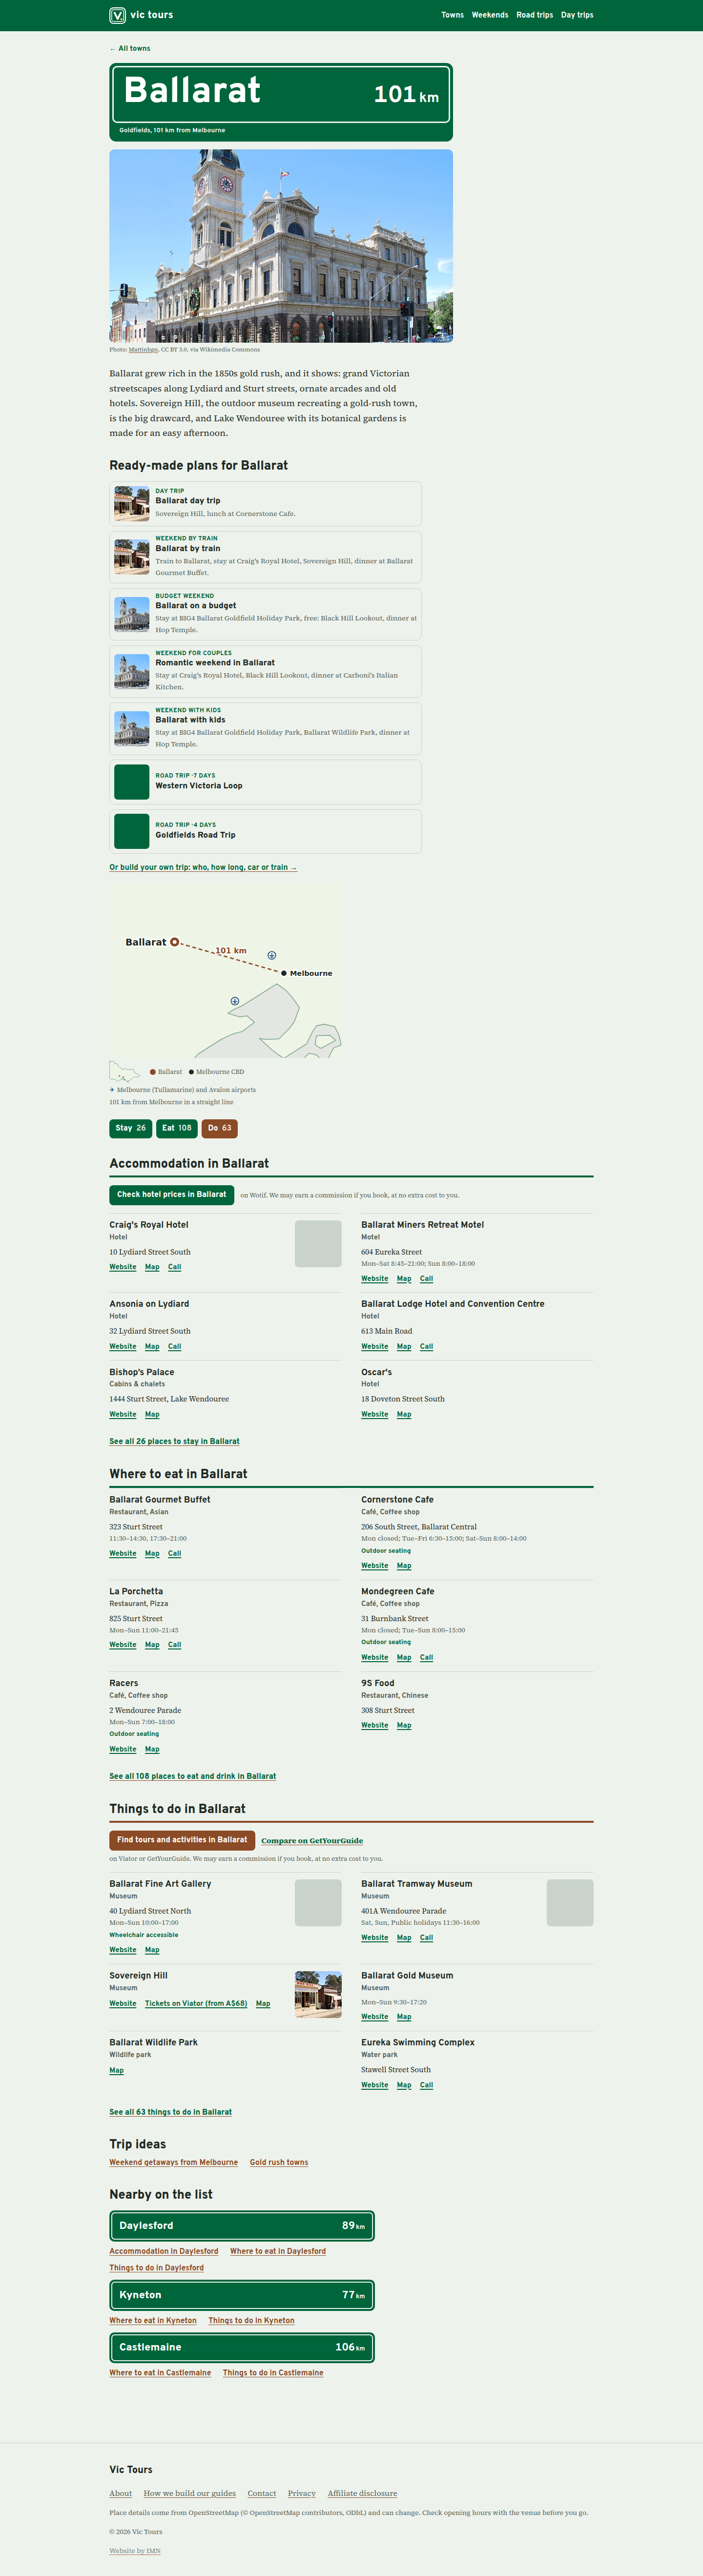 vic tours
Towns Weekends Road trips Day trips
← All towns
Ballarat 101 km
Goldfields, 101 km from Melbourne
Photo: Mattinbgn, CC BY 3.0, via Wikimedia Commons
Ballarat grew rich in the 1850s gold rush, and it shows: grand Victorian
streetscapes along Lydiard and Sturt streets, ornate arcades and old
hotels. Sovereign Hill, the outdoor museum recreating a gold-rush town,
is the big drawcard, and Lake Wendouree with its botanical gardens is
made for an easy afternoon.
Ready-made plans for Ballarat
DAY TRIP
Ballarat day trip
Sovereign Hill, lunch at Cornerstone Cafe.
WEEKEND BY TRAIN
Ballarat by train
Train to Ballarat, stay at Craig's Royal Hotel, Sovereign Hill, dinner at Ballarat
Gourmet Buffet.
BUDGET WEEKEND
Ballarat on a budget
Stay at BIG4 Ballarat Goldfield Holiday Park, free: Black Hill Lookout, dinner at
Hop Temple.
WEEKEND FOR COUPLES
Romantic weekend in Ballarat
Stay at Craig's Royal Hotel, Black Hill Lookout, dinner at Carboni's Italian
Kitchen.
WEEKEND WITH KIDS
Ballarat with kids
Stay at BIG4 Ballarat Goldfield Holiday Park, Ballarat Wildlife Park, dinner at
Hop Temple.
ROAD TRIP · 7 DAYS
Western Victoria Loop
ROAD TRIP · 4 DAYS
Goldfields Road Trip
Or build your own trip: who, how long, car or train →
Ballarat
101 km
Melbourne
Ballarat Melbourne CBD
✈ Melbourne (Tullamarine) and Avalon airports
101 km from Melbourne in a straight line
Stay 26 Eat 108 Do 63
Accommodation in Ballarat
Check hotel prices in Ballarat on Wotif. We may earn a commission if you book, at no extra cost to you.
Craig's Royal Hotel
Hotel
10 Lydiard Street South
Website Map Call
Ballarat Miners Retreat Motel
Motel
604 Eureka Street
Mon–Sat 8:45–21:00; Sun 8:00–18:00
Website Map Call
Ansonia on Lydiard
Hotel
32 Lydiard Street South
Website Map Call
Ballarat Lodge Hotel and Convention Centre
Hotel
613 Main Road
Website Map Call
Bishop's Palace
Cabins & chalets
1444 Sturt Street, Lake Wendouree
Website Map
Oscar's
Hotel
18 Doveton Street South
Website Map
See all 26 places to stay in Ballarat
Where to eat in Ballarat
Ballarat Gourmet Buffet
Restaurant, Asian
323 Sturt Street
11:30–14:30, 17:30–21:00
Website Map Call
Cornerstone Cafe
Café, Coffee shop
206 South Street, Ballarat Central
Mon closed; Tue–Fri 6:30–15:00; Sat–Sun 8:00–14:00
Outdoor seating
Website Map
La Porchetta
Restaurant, Pizza
825 Sturt Street
Mon–Sun 11:00–21:45
Website Map Call
Mondegreen Cafe
Café, Coffee shop
31 Burnbank Street
Mon closed; Tue–Sun 8:00–15:00
Outdoor seating
Website Map Call
Racers
Café, Coffee shop
2 Wendouree Parade
Mon–Sun 7:00–18:00
Outdoor seating
Website Map
9S Food
Restaurant, Chinese
308 Sturt Street
Website Map
See all 108 places to eat and drink in Ballarat
Things to do in Ballarat
Find tours and activities in Ballarat Compare on GetYourGuide
on Viator or GetYourGuide. We may earn a commission if you book, at no extra cost to you.
Ballarat Fine Art Gallery
Museum
40 Lydiard Street North
Mon–Sun 10:00–17:00
Wheelchair accessible
Website Map
Ballarat Tramway Museum
Museum
401A Wendouree Parade
Sat, Sun, Public holidays 11:30–16:00
Website Map Call
Sovereign Hill
Museum
Website Tickets on Viator (from A$68) Map
Ballarat Gold Museum
Museum
Mon–Sun 9:30–17:20
Website Map
Ballarat Wildlife Park
Wildlife park
Map
Eureka Swimming Complex
Water park
Stawell Street South
Website Map Call
See all 63 things to do in Ballarat
Trip ideas
Weekend getaways from Melbourne Gold rush towns
Nearby on the list
Daylesford 89 km
Accommodation in Daylesford Where to eat in Daylesford
Things to do in Daylesford
Kyneton 77 km
Where to eat in Kyneton Things to do in Kyneton
Castlemaine 106 km
Where to eat in Castlemaine Things to do in Castlemaine
Vic Tours
About How we build our guides Contact Privacy Affiliate disclosure
Place details come from OpenStreetMap (© OpenStreetMap contributors, ODbL) and can change. Check opening hours with the venue before you go.
© 2026 Vic Tours
Website by IMN